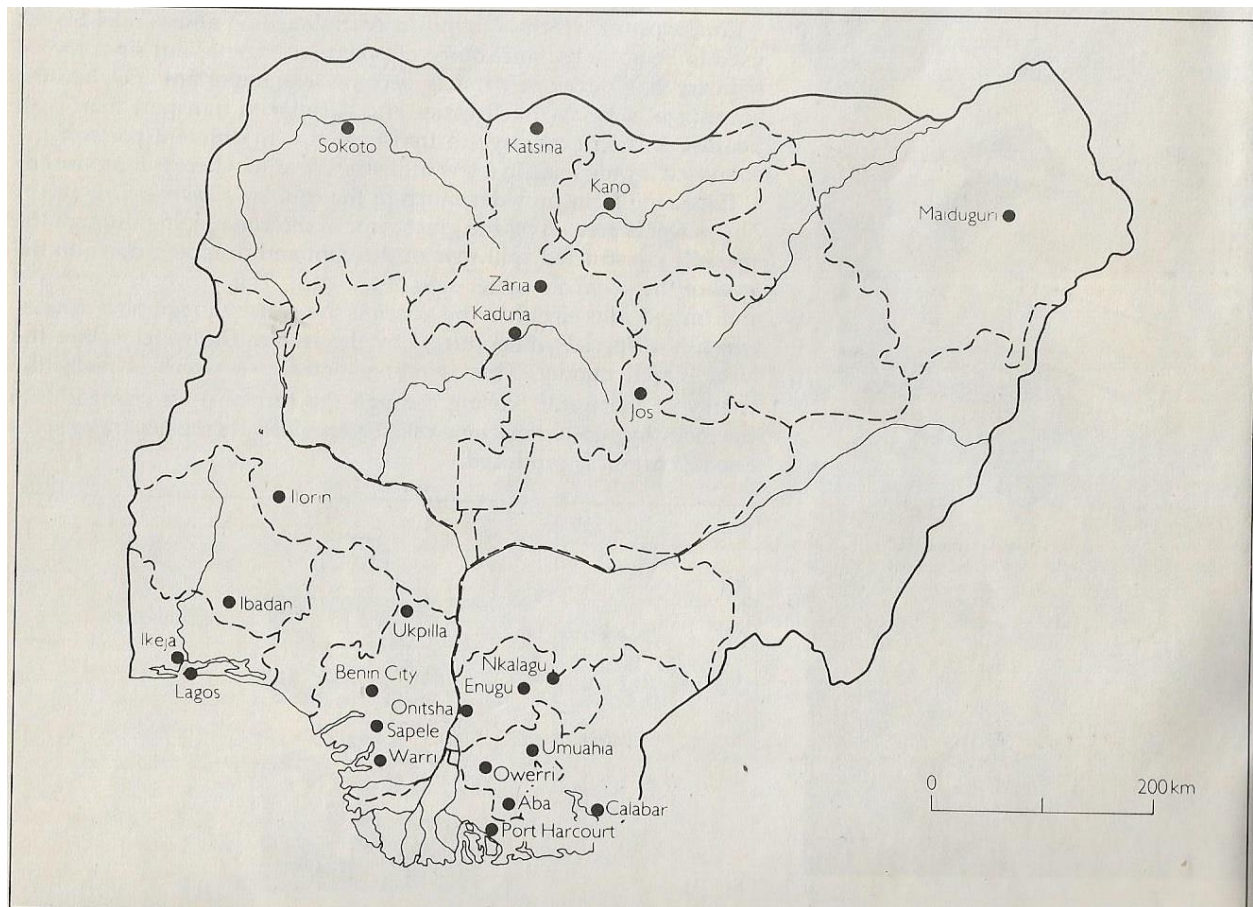 Sokoto
Katsina
Kano
Maiduguri
Zaria
Kaduna
Jos
Ilorin
Ibadan
Ukpilla
Ikeja
Lagos
Nkalagu
Benin City
Enugu
Onitsha
Sapele
Umuahia
Warri
Owerri
0 200 km
Aba
Calabar
Port Harcourt